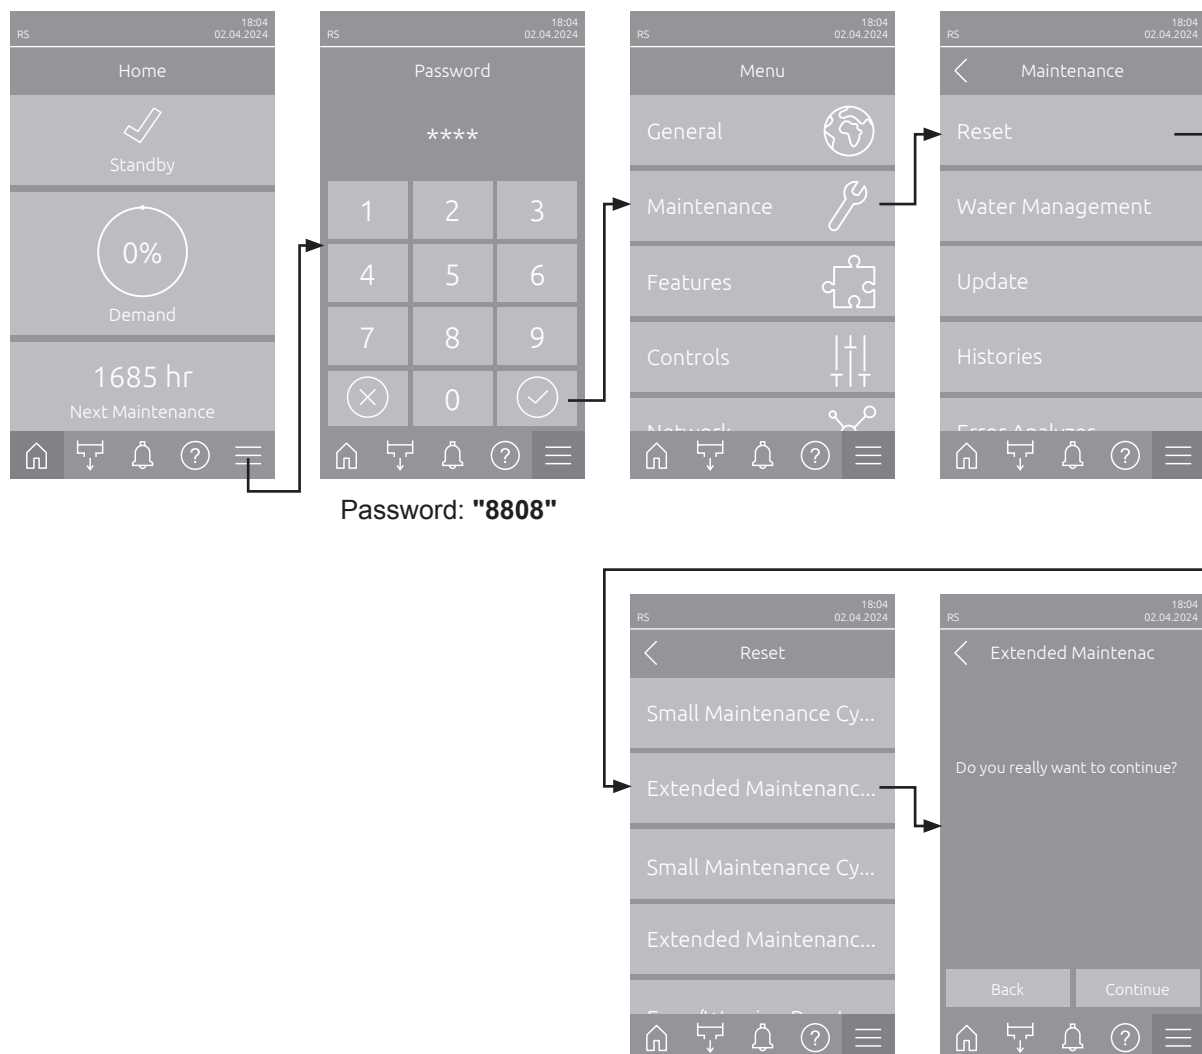 18:04
RS 02.04.2024
Home
Standby
0%
Demand
1685 hr
Next Maintenance
?
18:04
RS 02.04.2024
Password
****
1 2 3
4 5 6
7 8 9
0
?
Password: "8808"
18:04
RS 02.04.2024
Menu
General
Maintenance
Features
Controls
Network
?
18:04
RS 02.04.2024
Maintenance
Reset
Water Management
Update
Histories
Error Analyzer
?
18:04
RS 02.04.2024
Reset
Small Maintenance Cy...
Extended Maintenanc...
Small Maintenance Cy...
Extended Maintenanc...
?
18:04
RS 02.04.2024
Extended Maintenac
Do you really want to continue?
Back Continue
?